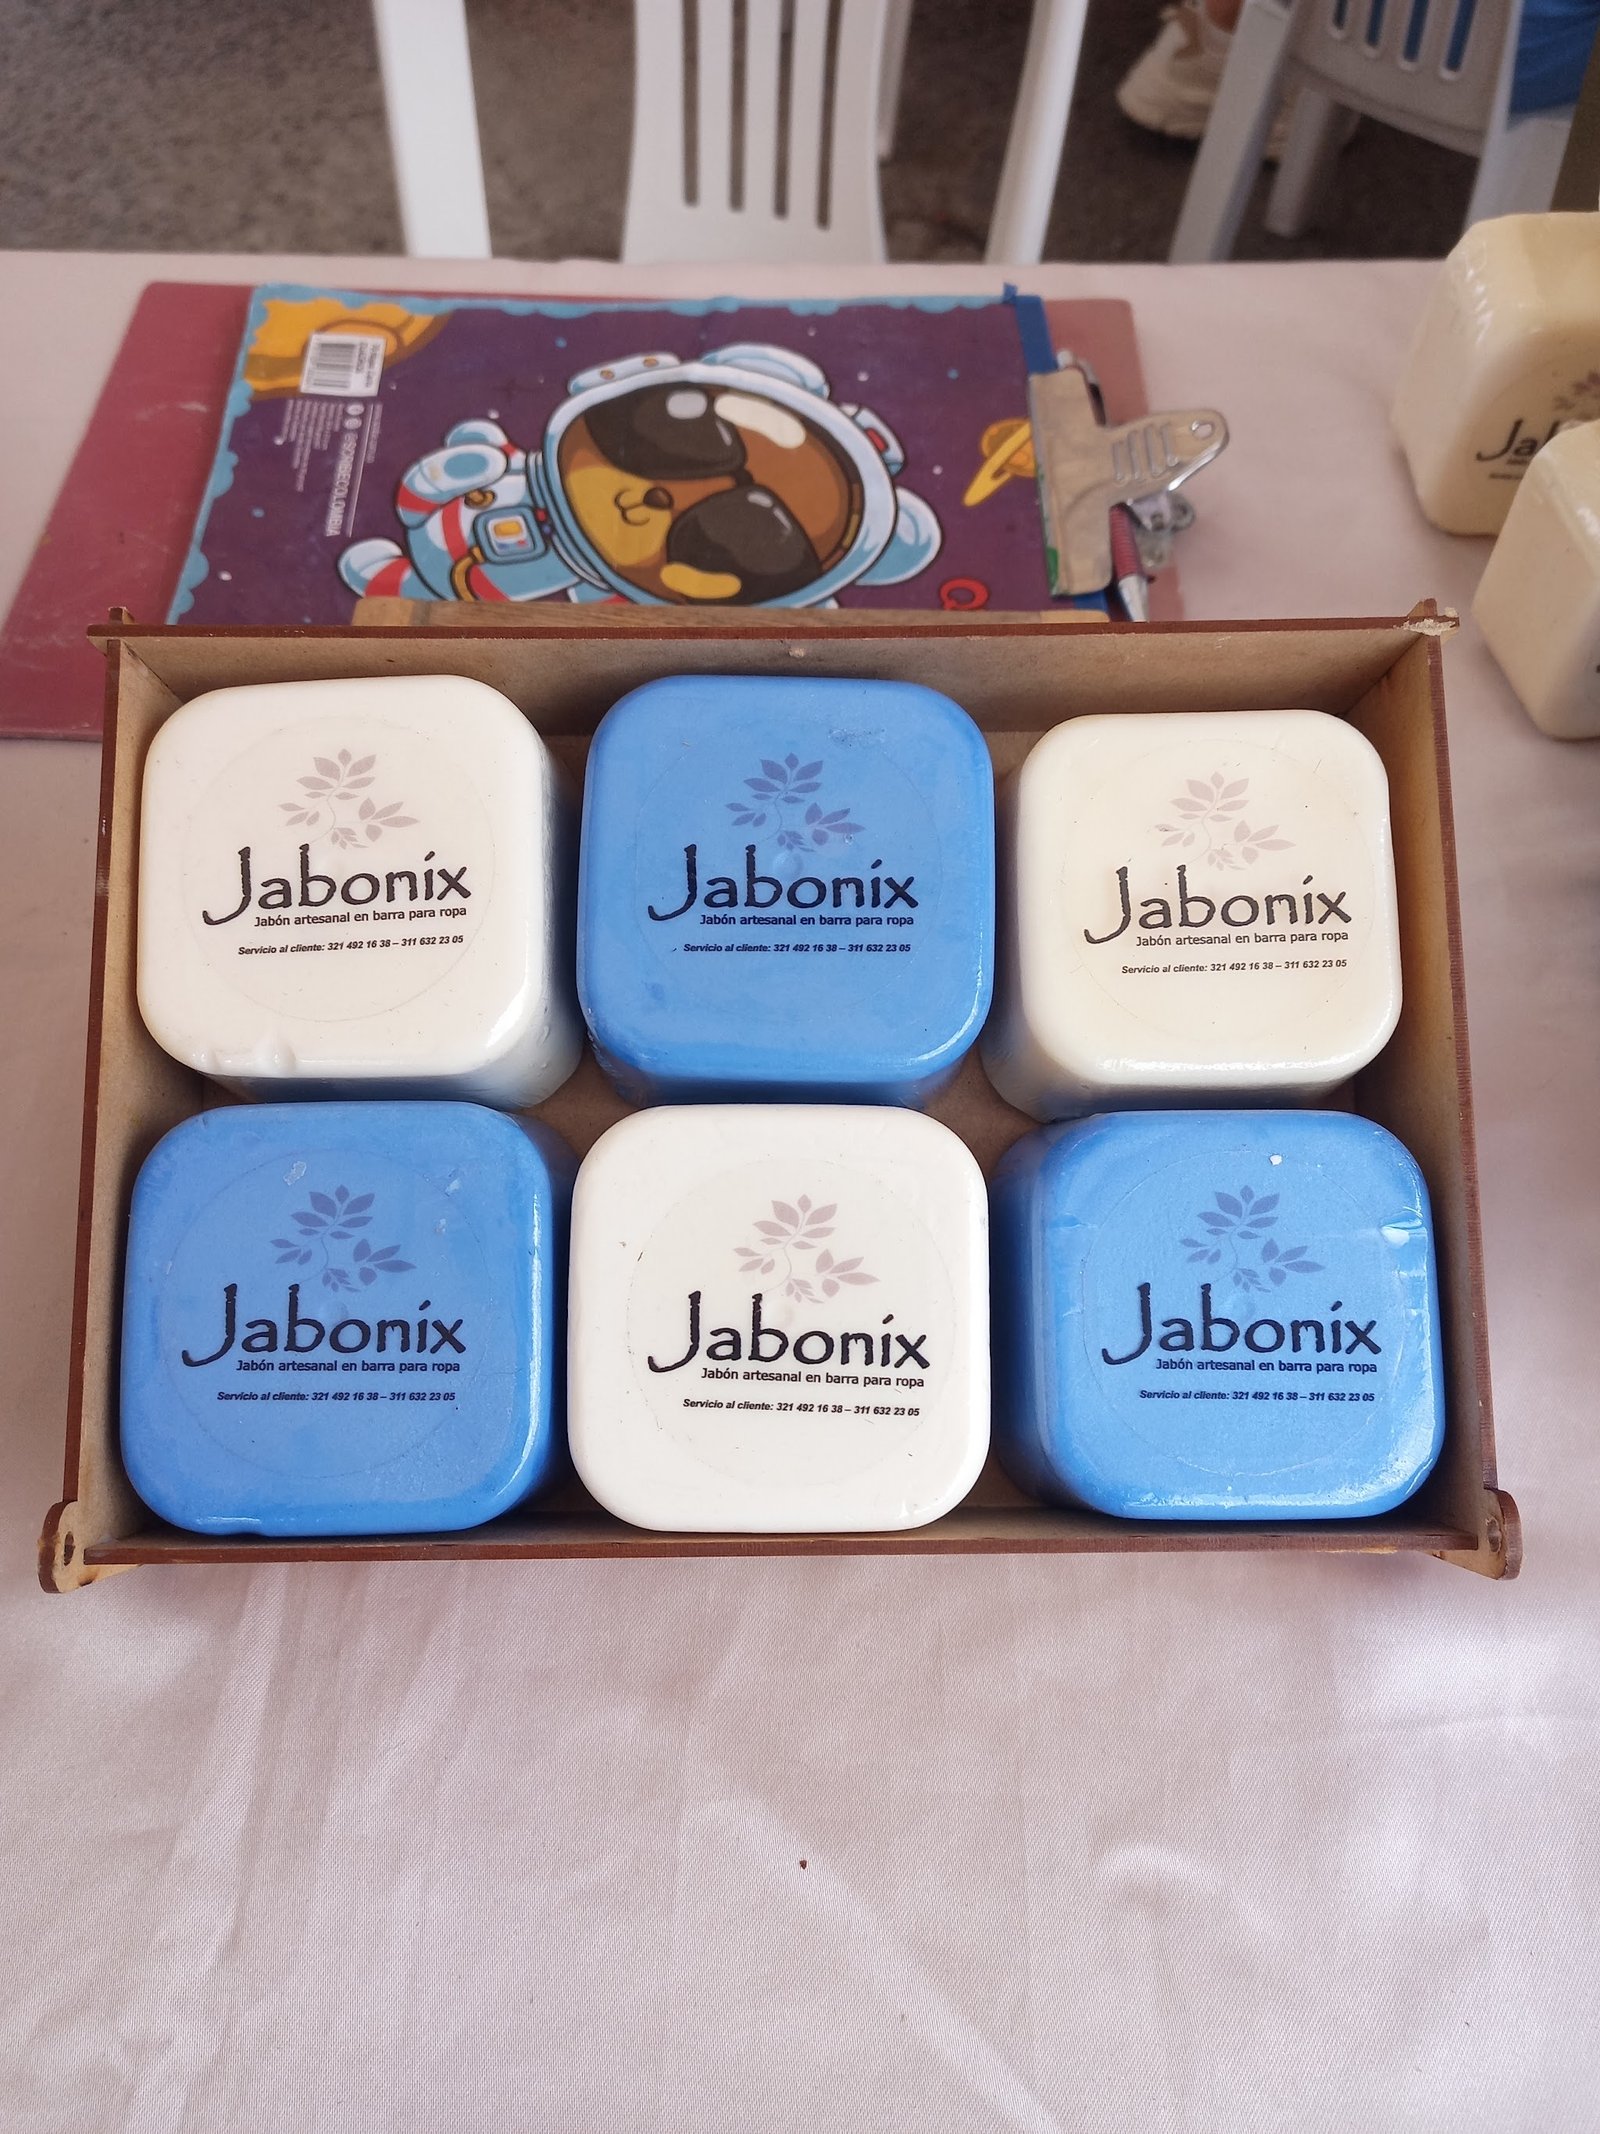 Jabonix
Jabón artesanal en barra para ropa
Servicio al cliente: 321 492 16 38 – 311 632 23 05
Jabonix
Jabón artesanal en barra para ropa
Servicio al cliente: 321 492 16 38 – 311 632 23 05
Jabonix
Jabón artesanal en barra para ropa
Servicio al cliente: 321 492 16 38 – 311 632 23 05
Jabonix
Jabón artesanal en barra para ropa
Servicio al cliente: 321 492 16 38 – 311 632 23 05
Jabonix
Jabón artesanal en barra para ropa
Servicio al cliente: 321 492 16 38 – 311 632 23 05
Jabonix
Jabón artesanal en barra para ropa
Servicio al cliente: 321 492 16 38 – 311 632 23 05